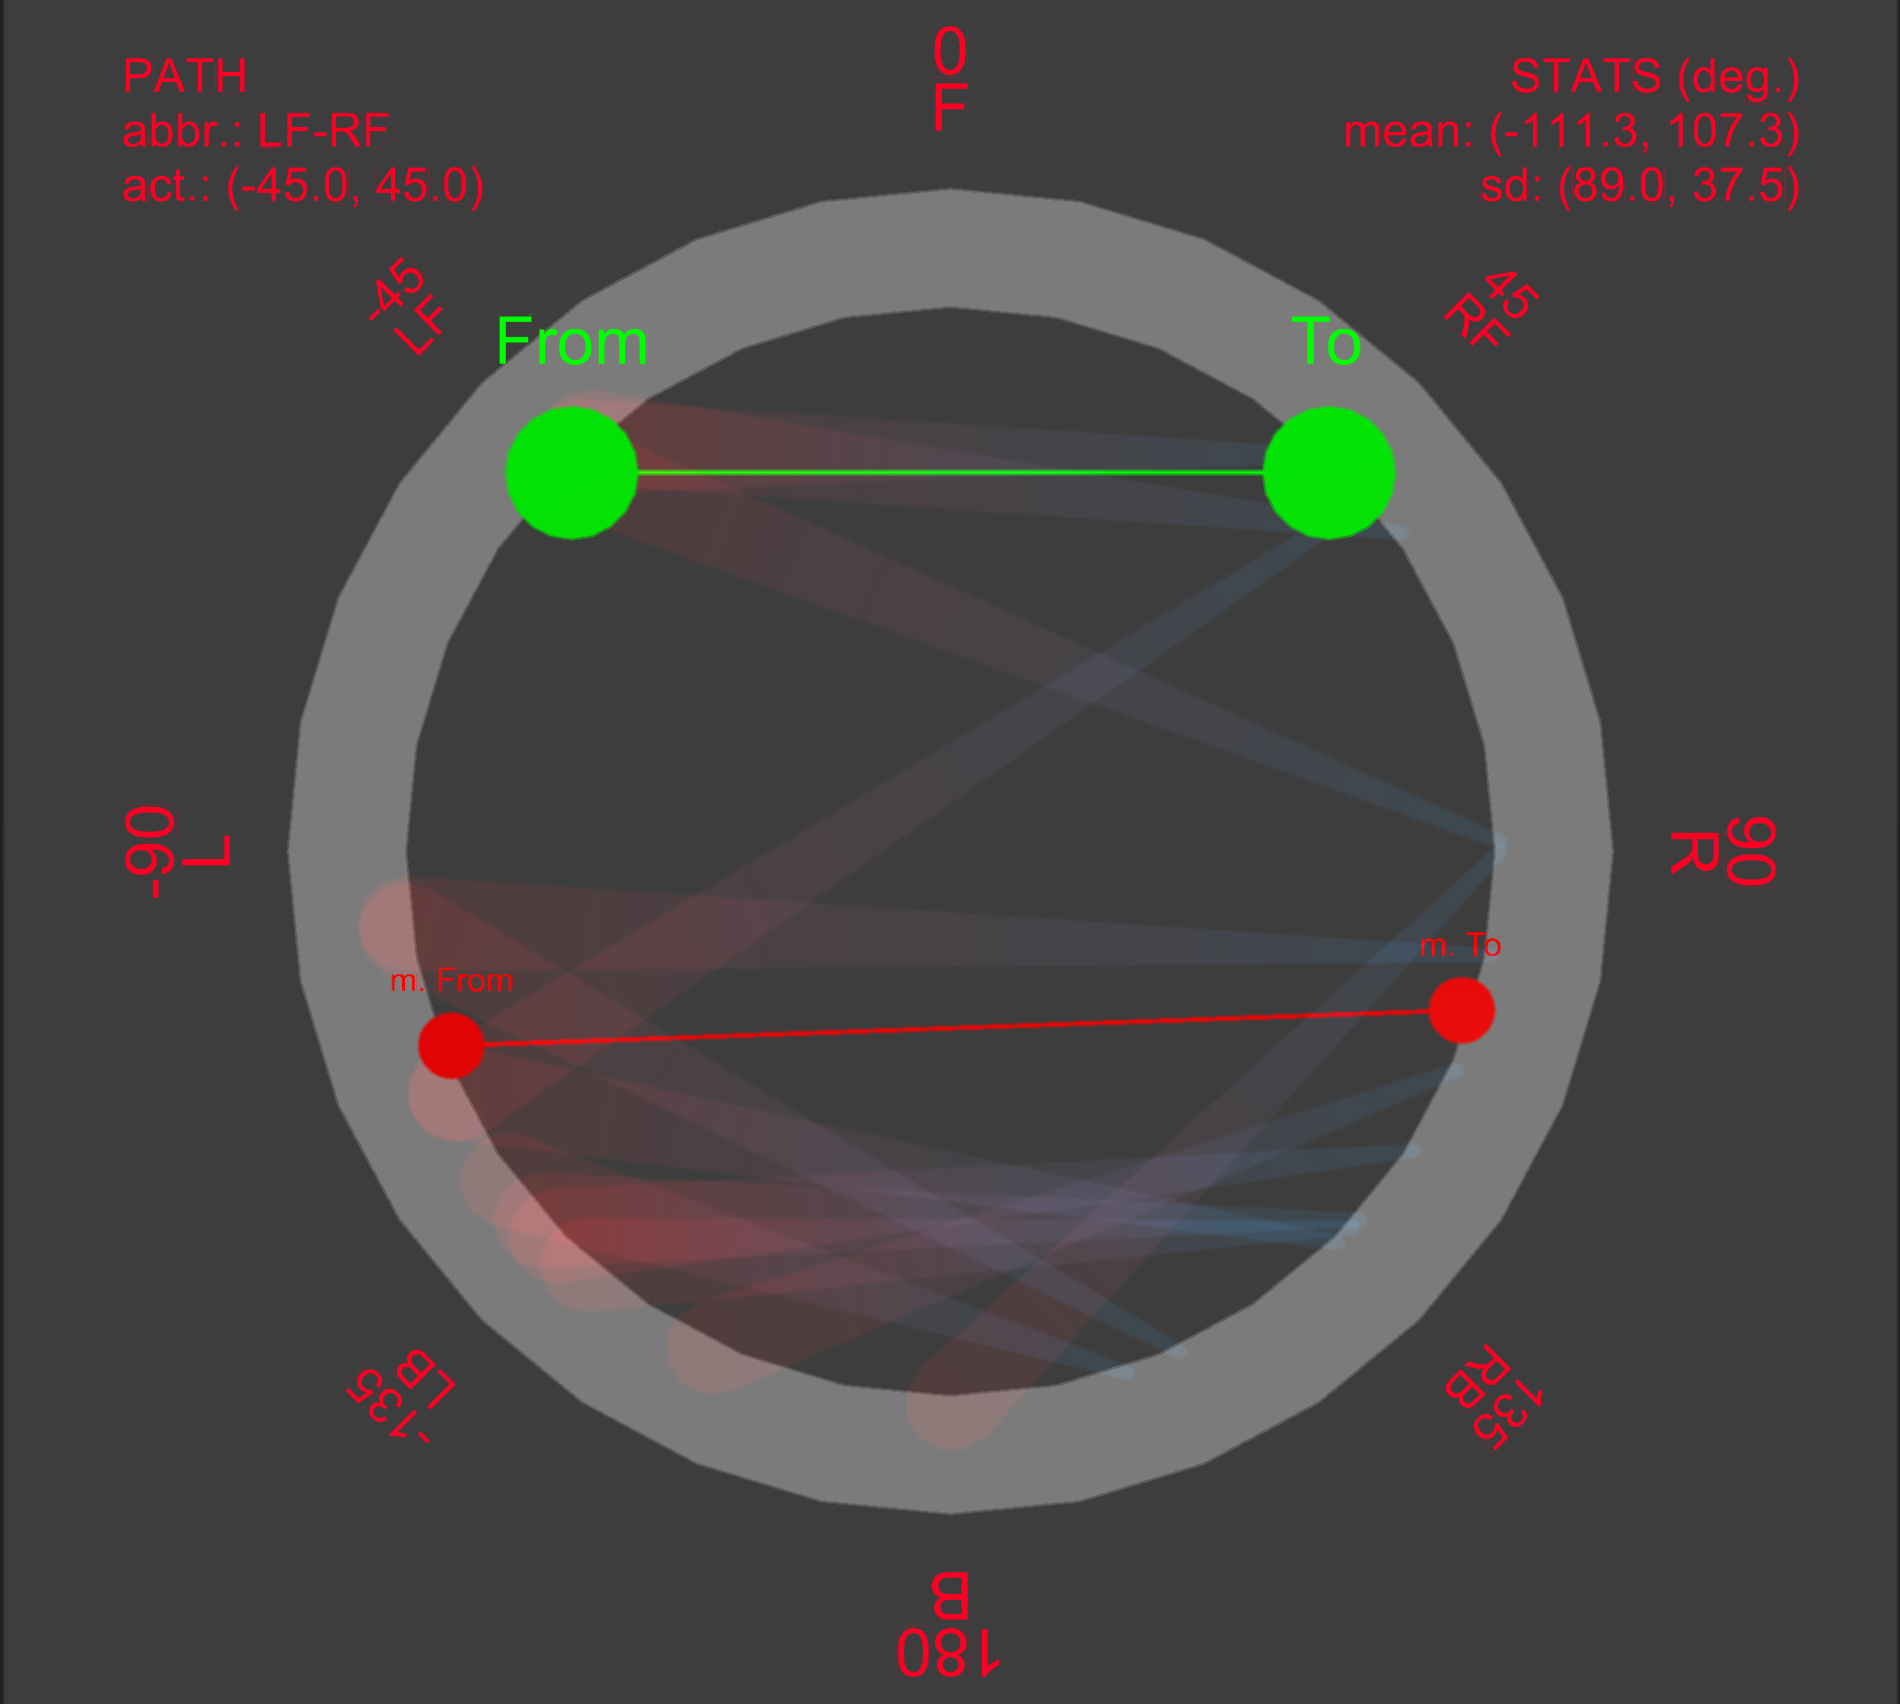 PATH
abbr.: LF-RF
act.: (-45.0, 45.0)
0
F
STATS (deg.)
mean: (-111.3, 107.3)
sd: (89.0, 37.5)
-45
LF
45
RF
From
To
-90
L
90
R
m. From
m. To
LB
-135
RB
135
B
180